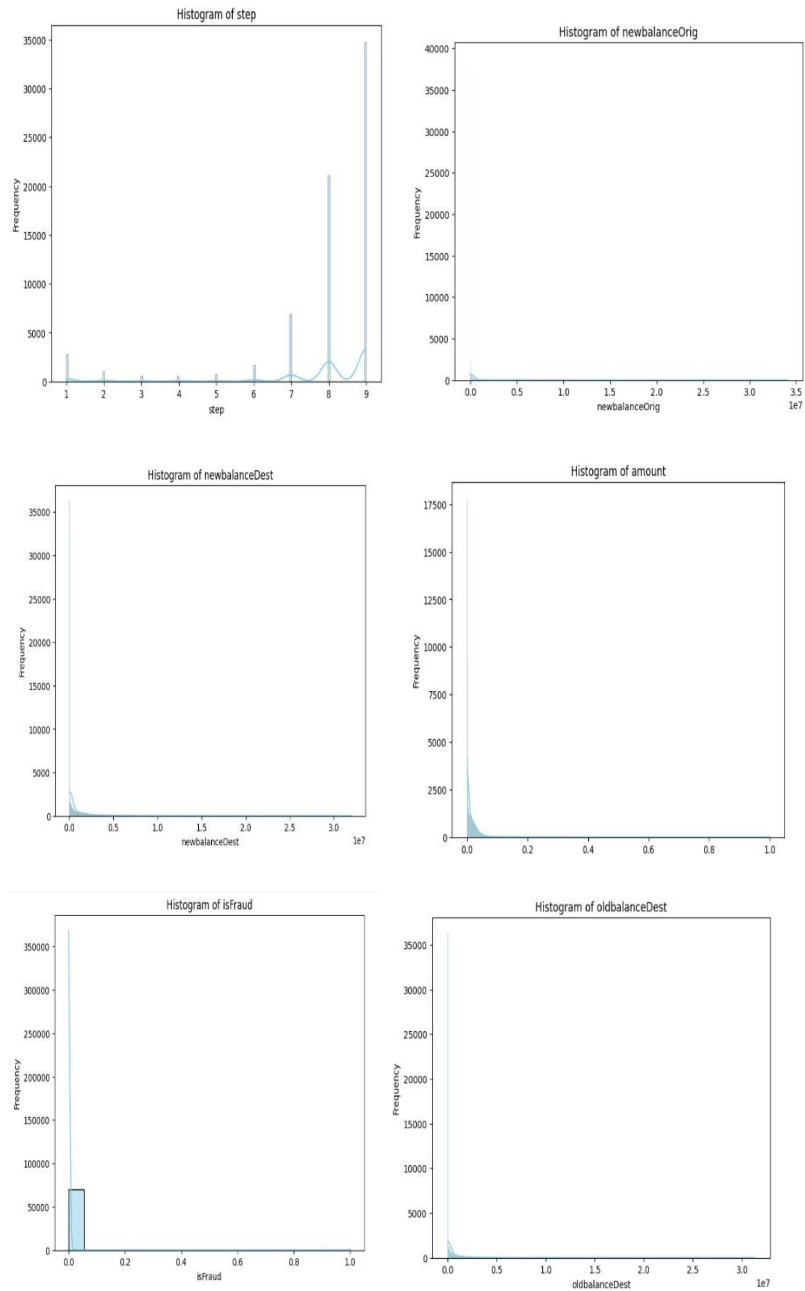 Histogram of step
35000
30000
25000
20000
15000
10000
5000
0
Frequency
1 2 3 4 5 6 7 8 9
step
Histogram of newbalanceOrig
40000
35000
30000
25000
20000
15000
10000
5000
0
Frequency
0.0 0.5 1.0 1.5 2.0 2.5 3.0 3.5
1e7
newbalanceOrig
Histogram of newbalanceDest
35000
30000
25000
20000
15000
10000
5000
0
Frequency
0.0 0.5 1.0 1.5 2.0 2.5 3.0
1e7
newbalanceDest
Histogram of amount
17500
15000
12500
10000
7500
5000
2500
0
Frequency
0.0 0.2 0.4 0.6 0.8 1.0
Histogram of isFraud
350000
300000
250000
200000
150000
100000
50000
0
Frequency
0.0 0.2 0.4 0.6 0.8 1.0
isFraud
Histogram of oldbalanceDest
35000
30000
25000
20000
15000
10000
5000
0
Frequency
0.0 0.5 1.0 1.5 2.0 2.5 3.0
1e7
oldbalanceDest